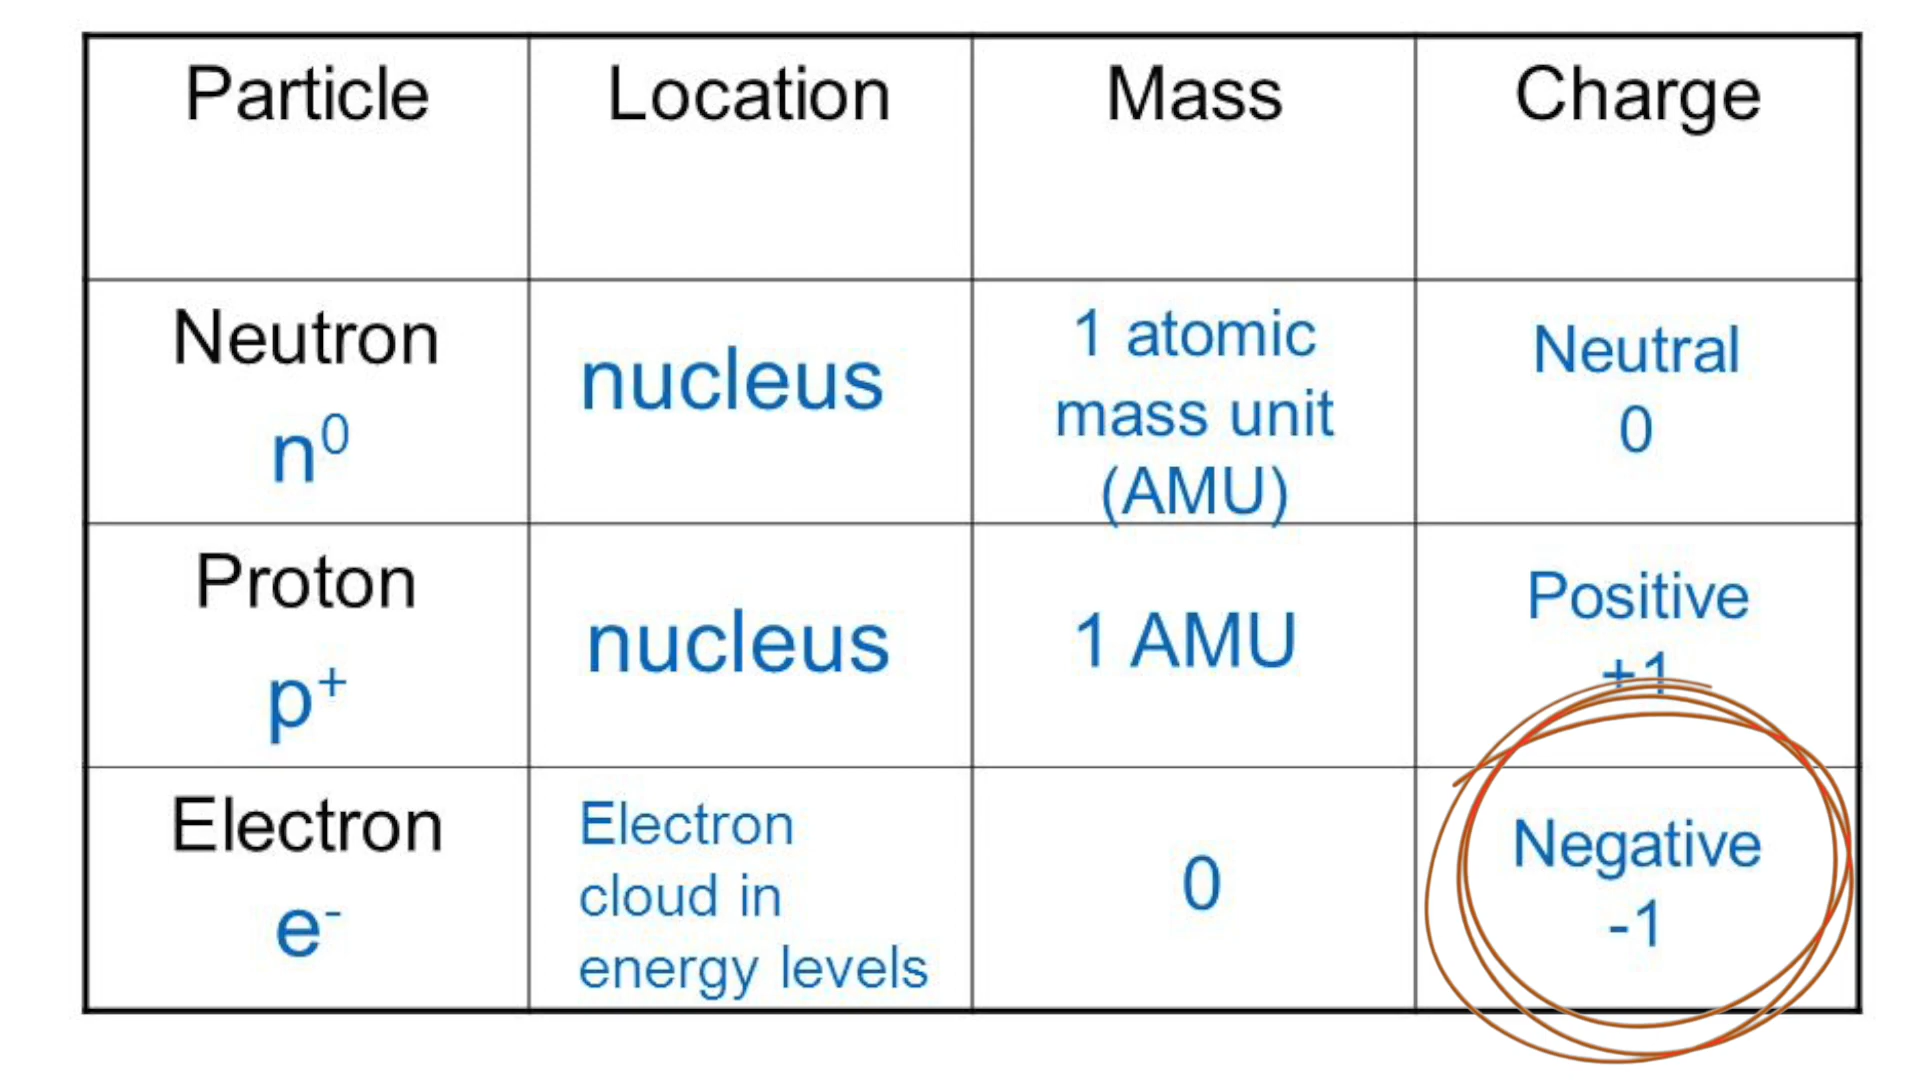 Particle Location Mass Charge
Neutron
n⁰
nucleus
1 atomic
mass unit
(AMU)
Neutral
0
Proton
p⁺
nucleus
1 AMU
Positive
+1
Electron
e⁻
Electron
cloud in
energy levels
0
Negative
-1